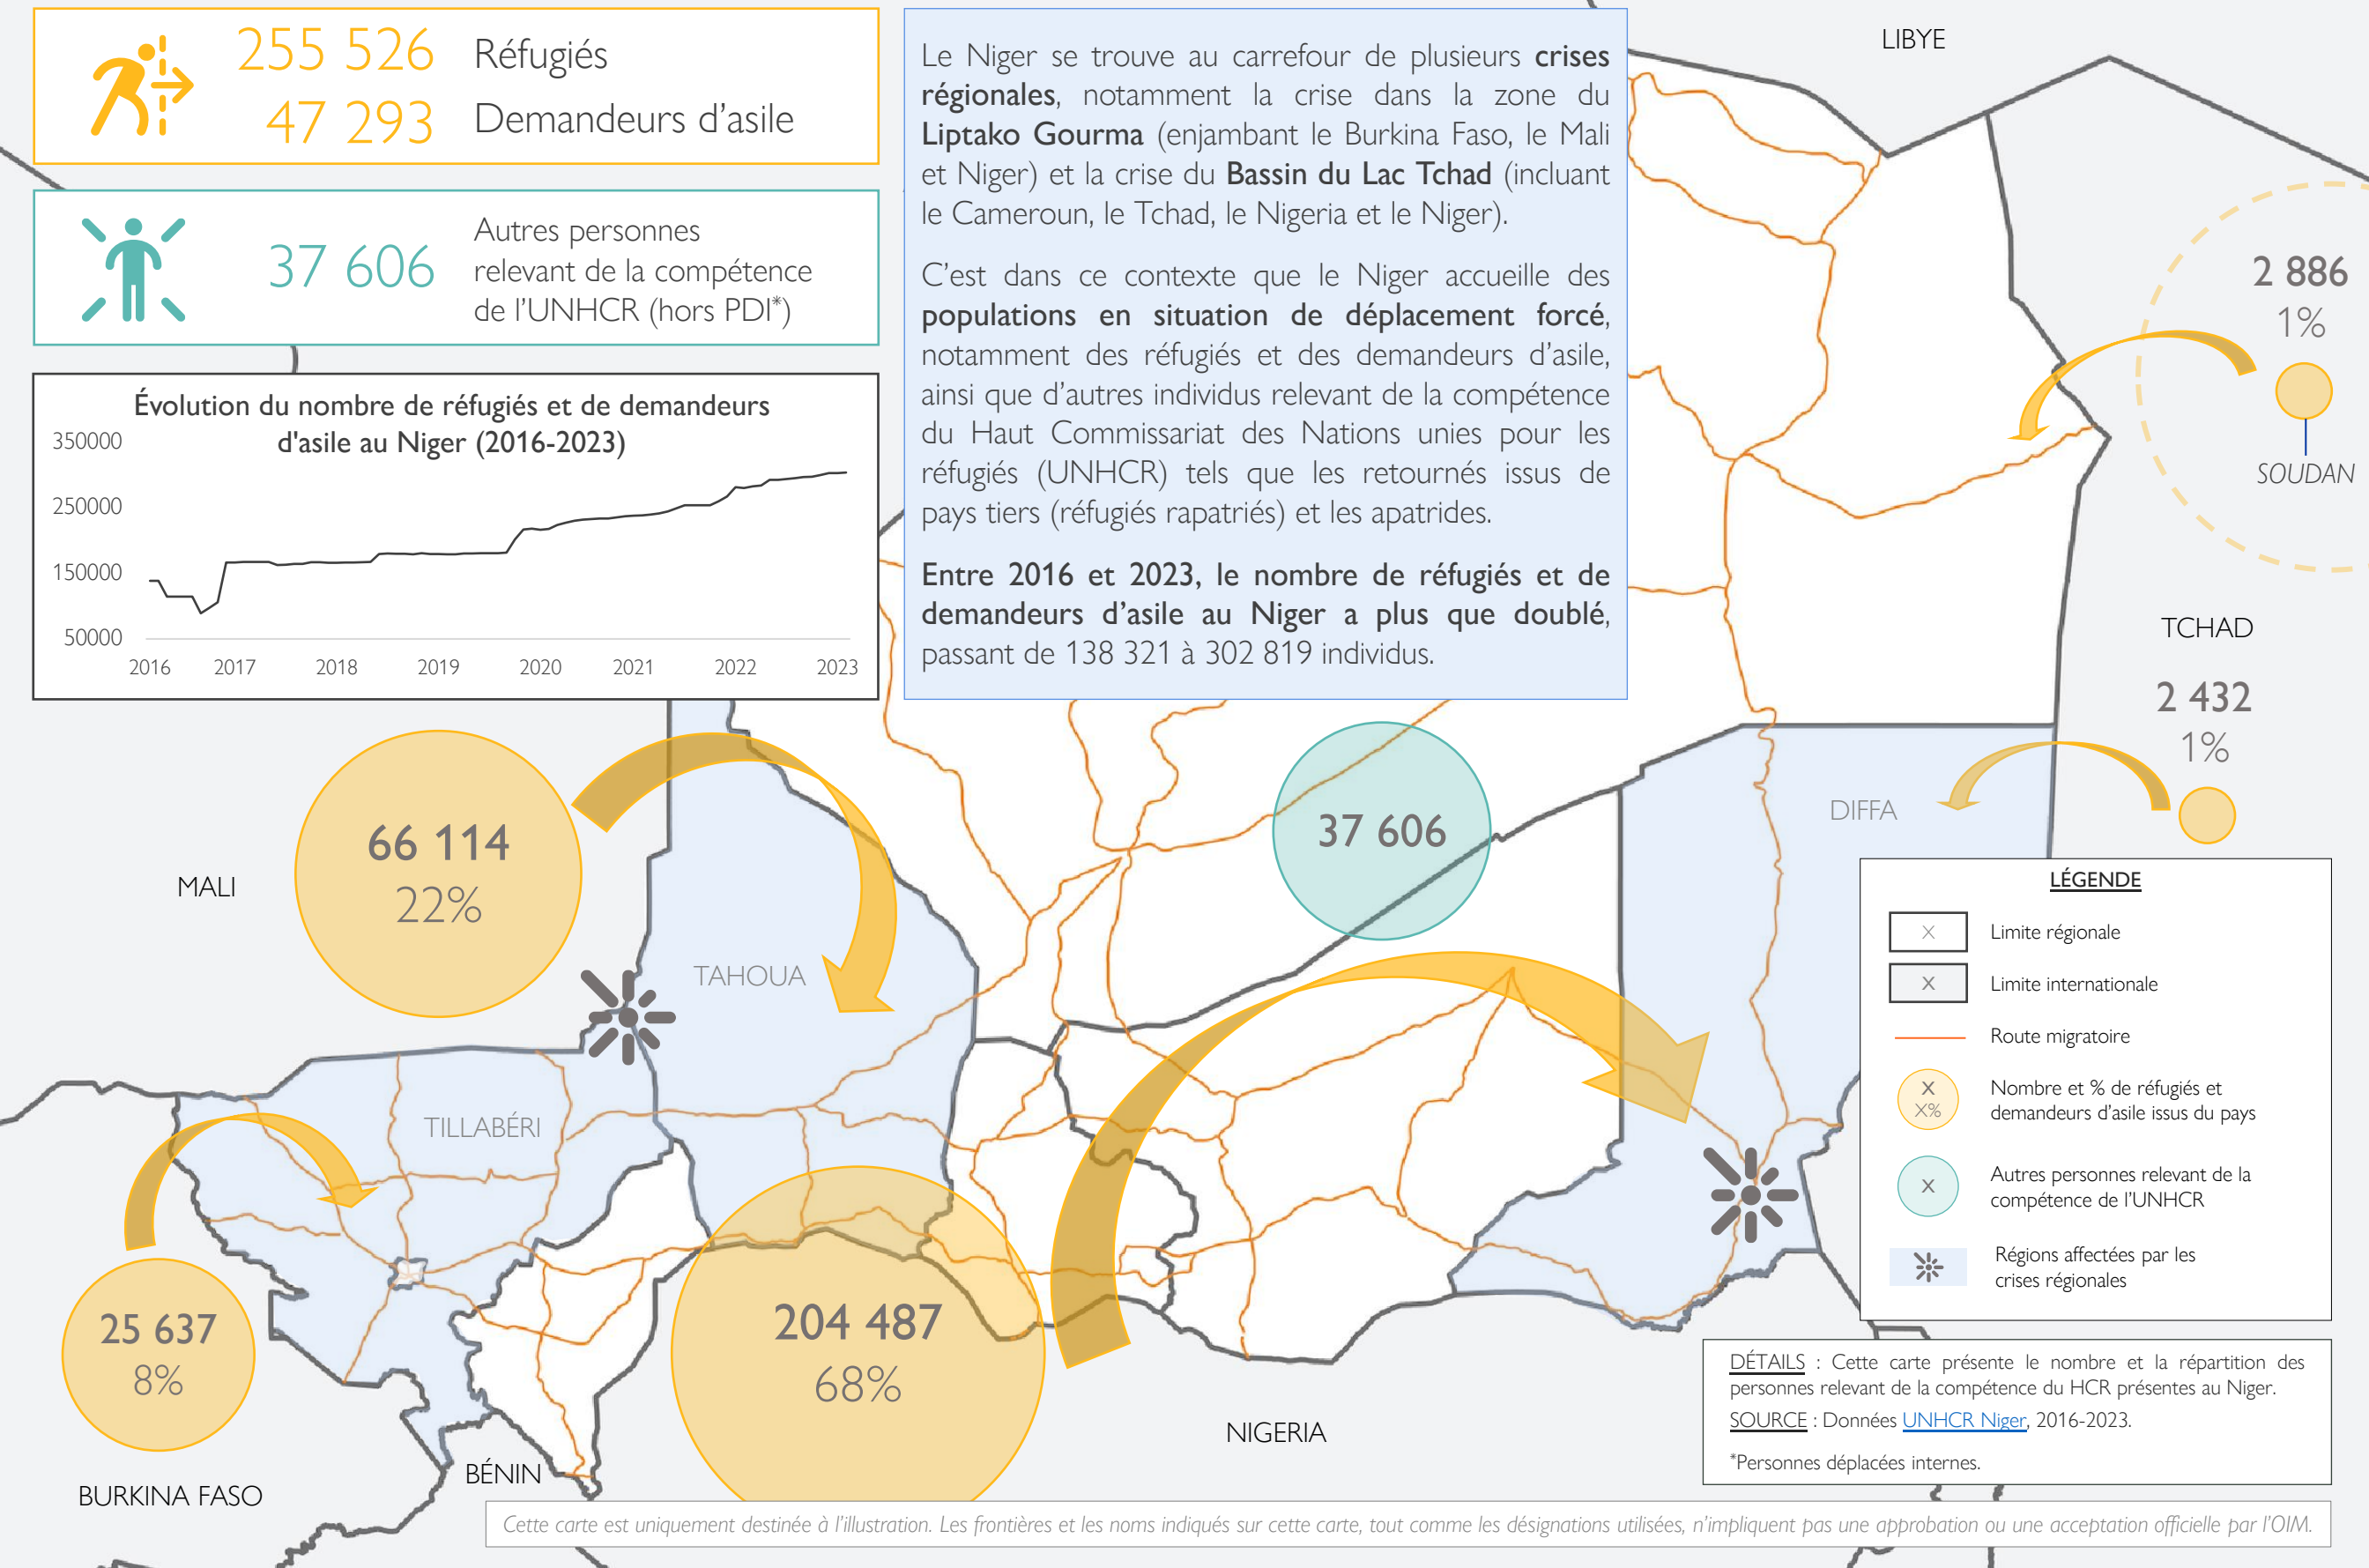 255 526 Réfugiés
47 293 Demandeurs d'asile
37 606
Autres personnes
relevant de la compétence
de l'UNHCR (hors PDI*)
Évolution du nombre de réfugiés et de demandeurs
d'asile au Niger (2016-2023)
350000
250000
150000
50000
2016 2017 2018 2019 2020 2021 2022 2023
Le Niger se trouve au carrefour de plusieurs crises
régionales, notamment la crise dans la zone du
Liptako Gourma (enjambant le Burkina Faso, le Mali
et Niger) et la crise du Bassin du Lac Tchad (incluant
le Cameroun, le Tchad, le Nigeria et le Niger).
C'est dans ce contexte que le Niger accueille des
populations en situation de déplacement forcé,
notamment des réfugiés et des demandeurs d'asile,
ainsi que d'autres individus relevant de la compétence
du Haut Commissariat des Nations unies pour les
réfugiés (UNHCR) tels que les retournés issus de
pays tiers (réfugiés rapatriés) et les apatrides.
Entre 2016 et 2023, le nombre de réfugiés et de
demandeurs d'asile au Niger a plus que doublé,
passant de 138 321 à 302 819 individus.
LIBYE
2 886
1%
SOUDAN
TCHAD
2 432
1%
DIFFA
37 606
66 114
22%
MALI
TAHOUA
TILLABÉRI
25 637
8%
BURKINA FASO
BÉNIN
204 487
68%
NIGERIA
LÉGENDE
X Limite régionale
X Limite internationale
Route migratoire
X
X%
Nombre et % de réfugiés et
demandeurs d'asile issus du pays
X
Autres personnes relevant de la
compétence de l'UNHCR
Régions affectées par les
crises régionales
DÉTAILS : Cette carte présente le nombre et la répartition des
personnes relevant de la compétence du HCR présentes au Niger.
SOURCE : Données UNHCR Niger, 2016-2023.
*Personnes déplacées internes.
Cette carte est uniquement destinée à l'illustration. Les frontières et les noms indiqués sur cette carte, tout comme les désignations utilisées, n'impliquent pas une approbation ou une acceptation officielle par l'OIM.